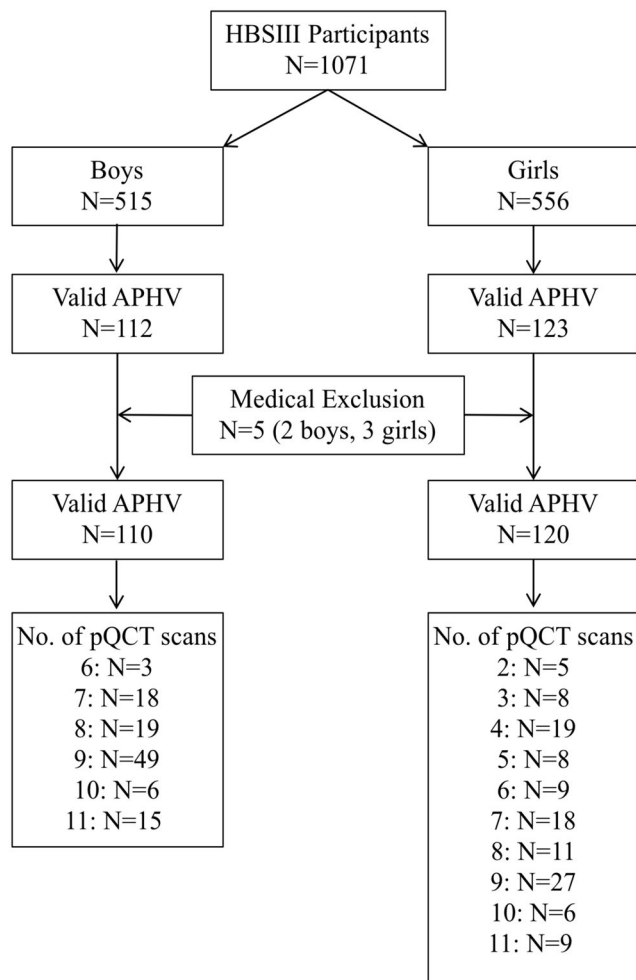 HBSIII Participants
N=1071
Boys
N=515
Girls
N=556
Valid APHV
N=112
Valid APHV
N=123
Medical Exclusion
N=5 (2 boys, 3 girls)
Valid APHV
N=110
Valid APHV
N=120
No. of pQCT scans
6: N=3
7: N=18
8: N=19
9: N=49
10: N=6
11: N=15
No. of pQCT scans
2: N=5
3: N=8
4: N=19
5: N=8
6: N=9
7: N=18
8: N=11
9: N=27
10: N=6
11: N=9